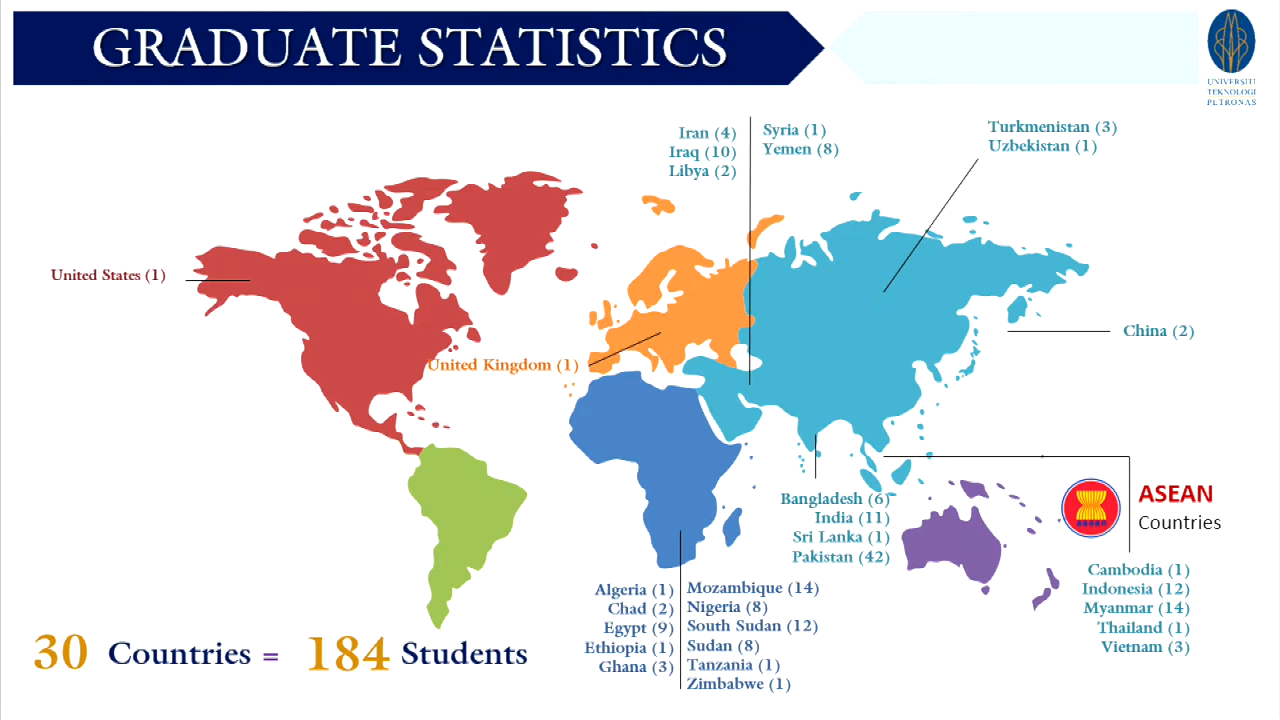 GRADUATE STATISTICS
UNIVERSITI
TEKNOLOGI
PETRONAS
Iran (4)
Iraq (10)
Libya (2)
Syria (1)
Yemen (8)
Turkmenistan (3)
Uzbekistan (1)
United States (1)
China (2)
United Kingdom (1)
Bangladesh (6)
India (11)
Sri Lanka (1)
Pakistan (42)
asean
ASEAN
Countries
Cambodia (1)
Indonesia (12)
Myanmar (14)
Thailand (1)
Vietnam (3)
Algeria (1)
Chad (2)
Egypt (9)
Ethiopia (1)
Ghana (3)
Mozambique (14)
Nigeria (8)
South Sudan (12)
Sudan (8)
Tanzania (1)
Zimbabwe (1)
30 Countries = 184 Students